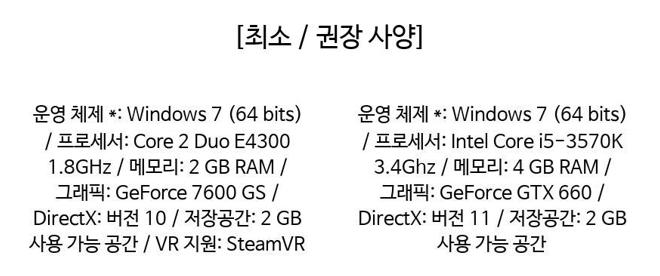 [최소 / 권장 사양]
운영 체제 *: Windows 7 (64 bits)
/ 프로세서: Core 2 Duo E4300
1.8GHz / 메모리: 2 GB RAM /
그래픽: GeForce 7600 GS /
DirectX: 버전 10 / 저장공간: 2 GB
사용 가능 공간 / VR 지원: SteamVR
운영 체제 *: Windows 7 (64 bits)
/ 프로세서: Intel Core i5-3570K
3.4Ghz / 메모리: 4 GB RAM /
그래픽: GeForce GTX 660 /
DirectX: 버전 11 / 저장공간: 2 GB
사용 가능 공간